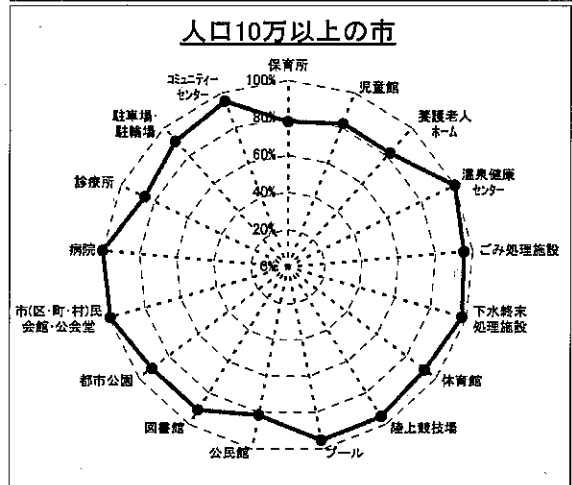 人口10万以上の市
保育所
児童館
養護老人
ホーム
温泉健康
センター
ごみ処理施設
下水終末
処理施設
体育館
陸上競技場
プール
公民館
図書館
都市公園
市(区・町・村)民
会館・公会堂
病院
診療所
駐車場・
駐輪場
コミュニティー
センター
100%
80%
60%
40%
20%
0%